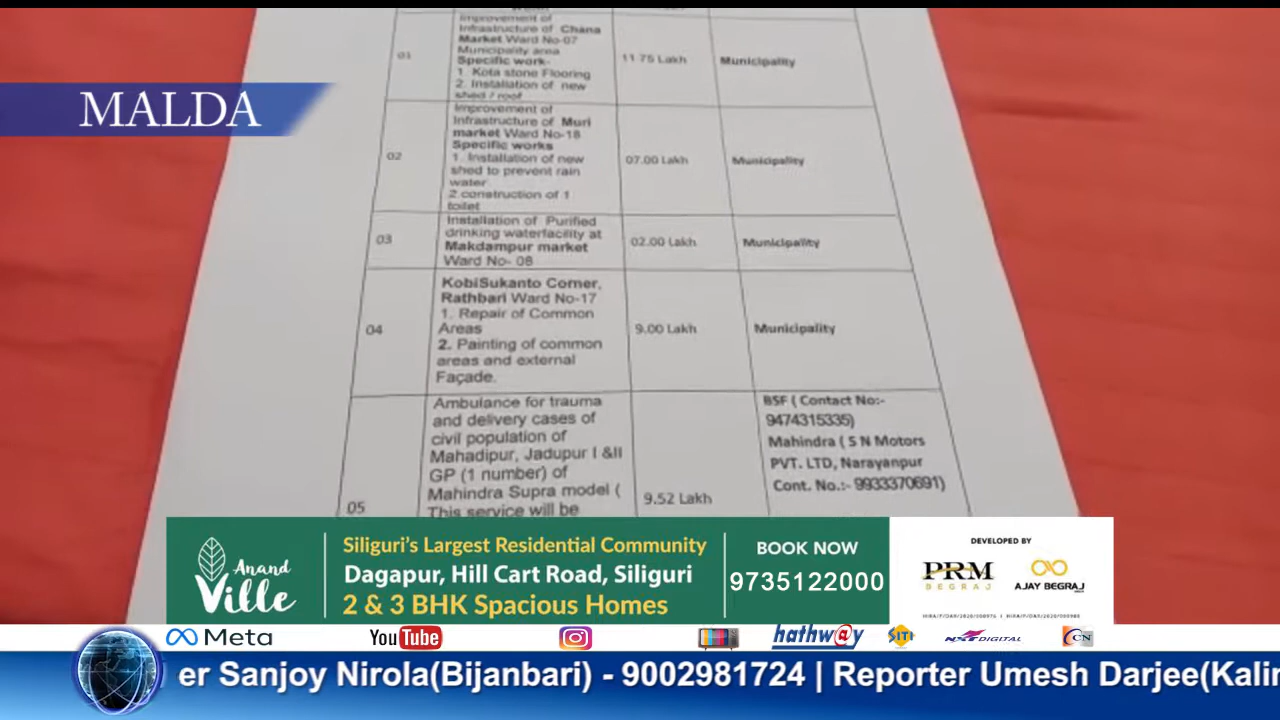 MALDA
01
Improvement of
Infrastructure of Chana
Market Ward No-07
Municipality area
Specific work-
1. Kota stone Flooring
2. Installation of new
shed / roof
11.75 Lakh
Municipality
02
Improvement of
Infrastructure of Muri
market Ward No-18
Specific works
1. Installation of new
shed to prevent rain
water
2.construction of 1
toilet
07.00 Lakh
Municipality
03
Installation of Purified
drinking waterfacility at
Makdampur market
Ward No- 08
02.00 Lakh
Municipality
04
KobiSukanto Corner,
Rathbari Ward No-17
1. Repair of Common
Areas
2. Painting of common
areas and external
Façade.
9.00 Lakh
Municipality
05
Ambulance for trauma
and delivery cases of
civil population of
Mahadipur, Jadupur I &II
GP (1 number) of
Mahindra Supra model (
This service will be
9.52 Lakh
BSF ( Contact No:-
9474315335)
Mahindra ( S N Motors
PVT. LTD, Narayanpur
Cont. No.:- 9933370691)
Anand
Ville
Siliguri's Largest Residential Community
Dagapur, Hill Cart Road, Siliguri
2 & 3 BHK Spacious Homes
BOOK NOW
9735122000
DEVELOPED BY
PRM
BEGRAJ
AJAY BEGRAJ
Meta
YouTube
hathw@y
SITI
NXT DIGITAL
CCN
er Sanjoy Nirola(Bijanbari) - 9002981724 | Reporter Umesh Darjee(Kalim